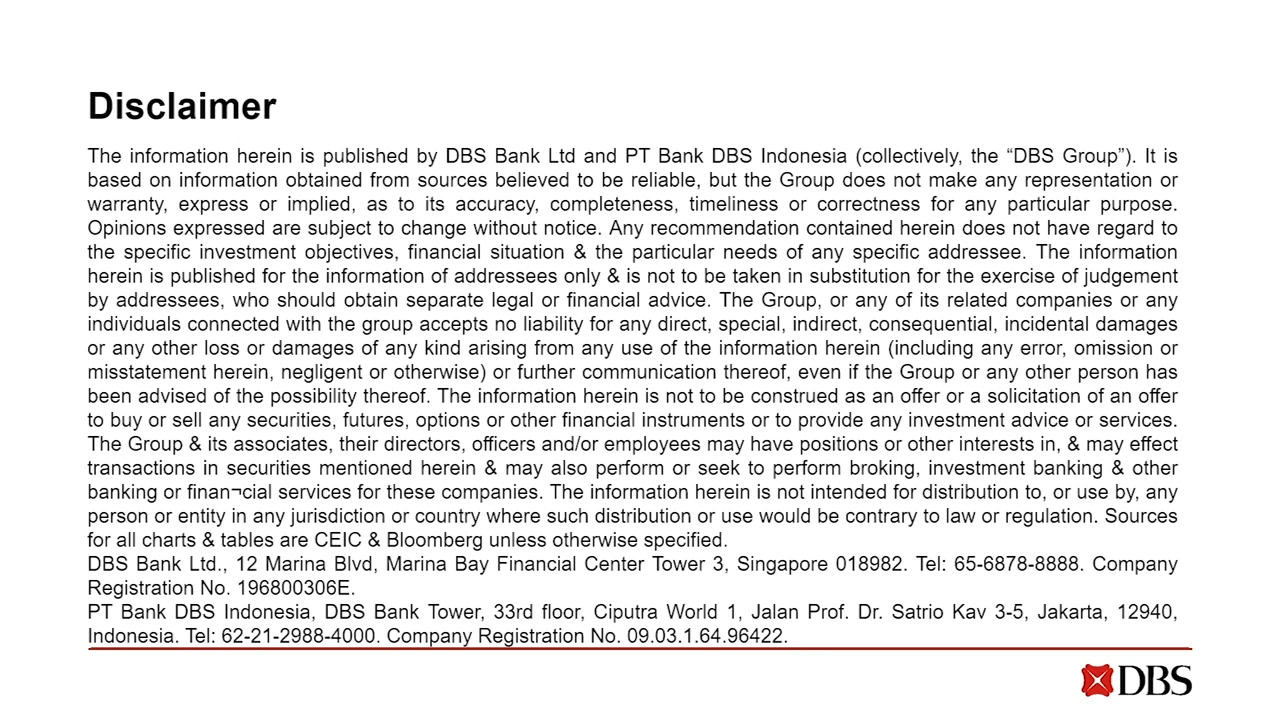 Disclaimer
The information herein is published by DBS Bank Ltd and PT Bank DBS Indonesia (collectively, the “DBS Group”). It is
based on information obtained from sources believed to be reliable, but the Group does not make any representation or
warranty, express or implied, as to its accuracy, completeness, timeliness or correctness for any particular purpose.
Opinions expressed are subject to change without notice. Any recommendation contained herein does not have regard to
the specific investment objectives, financial situation & the particular needs of any specific addressee. The information
herein is published for the information of addressees only & is not to be taken in substitution for the exercise of judgement
by addressees, who should obtain separate legal or financial advice. The Group, or any of its related companies or any
individuals connected with the group accepts no liability for any direct, special, indirect, consequential, incidental damages
or any other loss or damages of any kind arising from any use of the information herein (including any error, omission or
misstatement herein, negligent or otherwise) or further communication thereof, even if the Group or any other person has
been advised of the possibility thereof. The information herein is not to be construed as an offer or a solicitation of an offer
to buy or sell any securities, futures, options or other financial instruments or to provide any investment advice or services.
The Group & its associates, their directors, officers and/or employees may have positions or other interests in, & may effect
transactions in securities mentioned herein & may also perform or seek to perform broking, investment banking & other
banking or finan¬cial services for these companies. The information herein is not intended for distribution to, or use by, any
person or entity in any jurisdiction or country where such distribution or use would be contrary to law or regulation. Sources
for all charts & tables are CEIC & Bloomberg unless otherwise specified.
DBS Bank Ltd., 12 Marina Blvd, Marina Bay Financial Center Tower 3, Singapore 018982. Tel: 65-6878-8888. Company
Registration No. 196800306E.
PT Bank DBS Indonesia, DBS Bank Tower, 33rd floor, Ciputra World 1, Jalan Prof. Dr. Satrio Kav 3-5, Jakarta, 12940,
Indonesia. Tel: 62-21-2988-4000. Company Registration No. 09.03.1.64.96422.
DBS